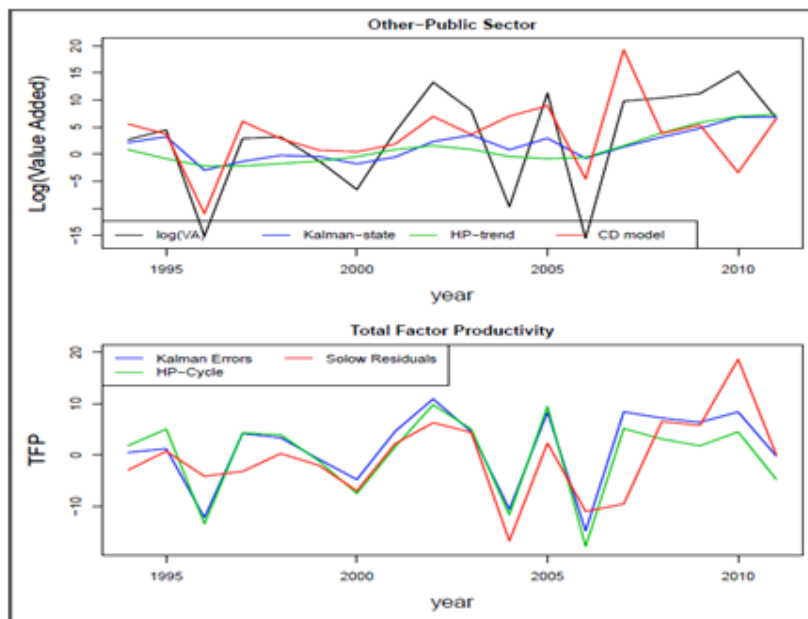 Other-Public Sector
Log(Value Added)
20
15
10
5
0
-5
-15
log(VA) Kalman-state HP-trend CD model
1995 2000 2005 2010
year
Total Factor Productivity
TFP
20
10
0
-10
Kalman Errors Solow Residuals
HP-Cycle
1995 2000 2005 2010
year